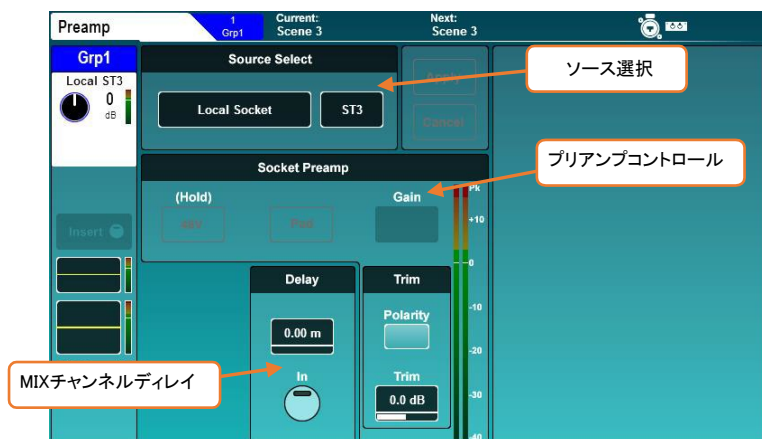 Preamp
1
Grp1
Current:
Scene 3
Next:
Scene 3
Grp1
Local ST3
0
dB
Source Select
Local Socket
ST3
Apply
Cancel
ソース選択
Socket Preamp
(Hold)
48V
Pad
Gain
プリアンプコントロール
Pk
+10
0
-10
-20
-30
-40
Insert
Delay
0.00 m
In
Trim
Polarity
Trim
0.0 dB
MIXチャンネルディレイ